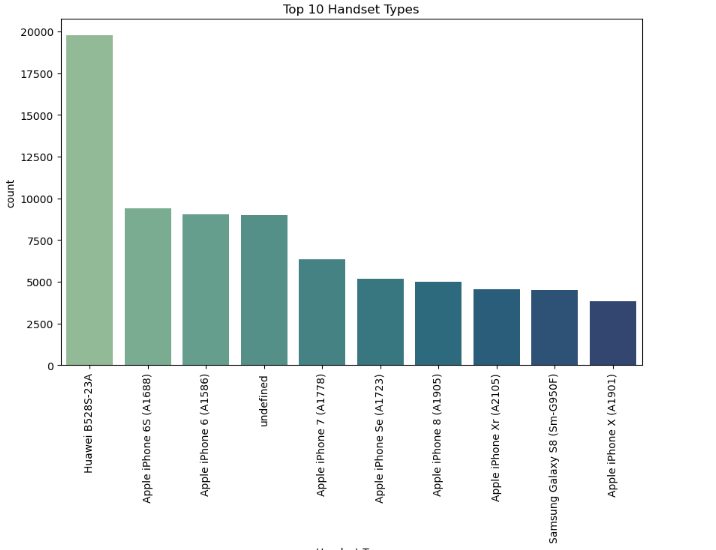 Top 10 Handset Types
20000
17500
15000
12500
10000
7500
5000
2500
0
count
Huawei B528S-23A
Apple iPhone 6S (A1688)
Apple iPhone 6 (A1586)
undefined
Apple iPhone 7 (A1778)
Apple iPhone Se (A1723)
Apple iPhone 8 (A1905)
Apple iPhone Xr (A2105)
Samsung Galaxy S8 (Sm-G950F)
Apple iPhone X (A1901)